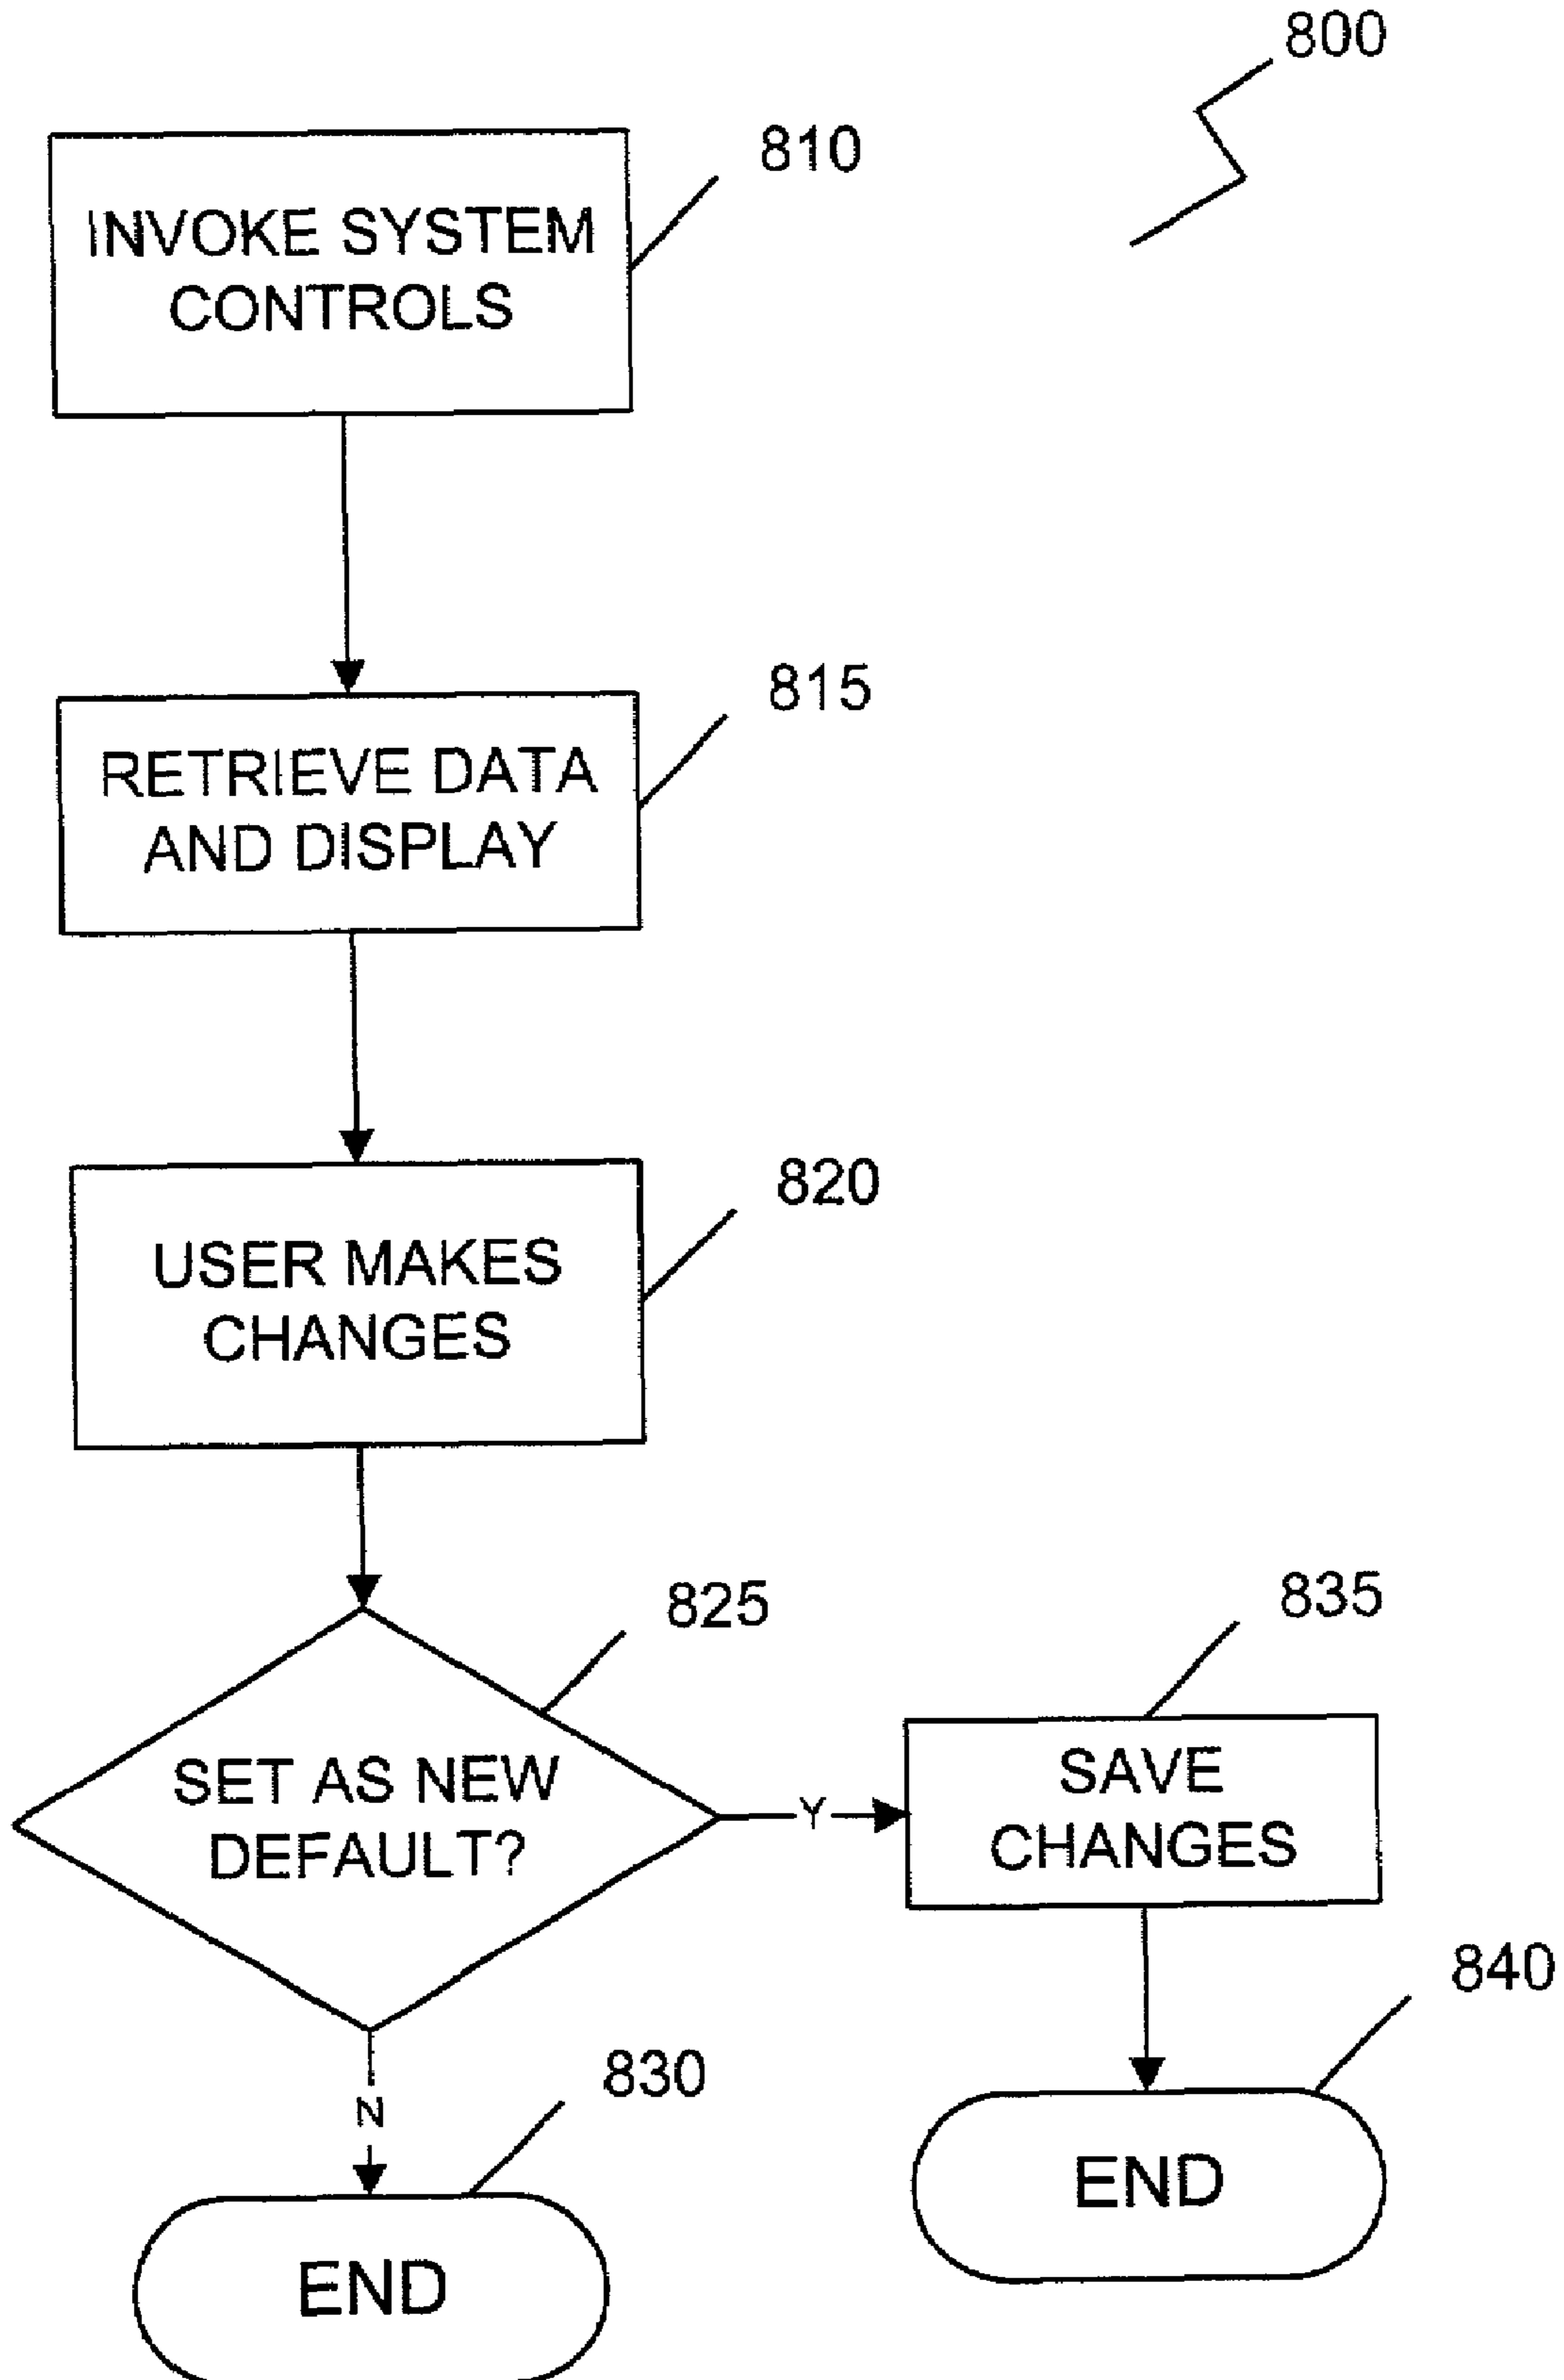 800
810
INVOKE SYSTEM
CONTROLS
815
RETRIEVE DATA
AND DISPLAY
820
USER MAKES
CHANGES
825
SET AS NEW
DEFAULT?
Y
835
SAVE
CHANGES
N
830
END
840
END